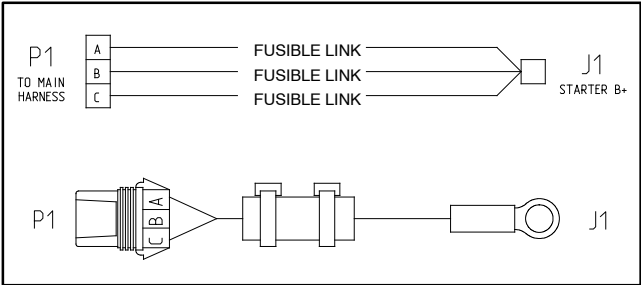 P1
TO MAIN
HARNESS
A
B
C
FUSIBLE LINK
FUSIBLE LINK
FUSIBLE LINK
J1
STARTER B+
P1
A
B
C
J1